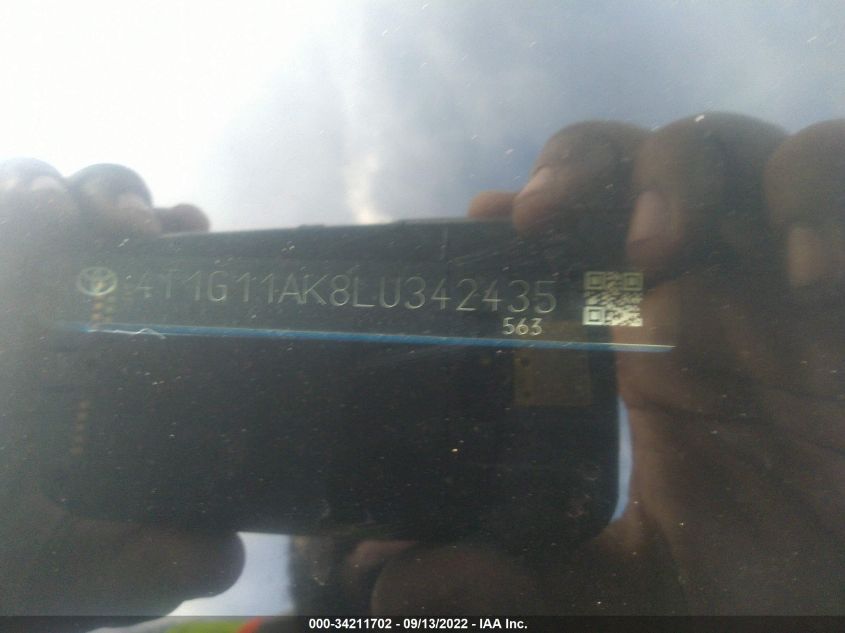 4T1G11AK8LU342435
563
000-34211702 - 09/13/2022 - IAA Inc.